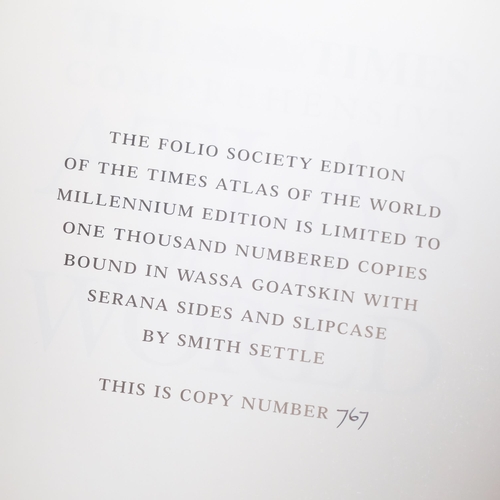 THE FOLIO SOCIETY EDITION
OF THE TIMES ATLAS OF THE WORLD
MILLENNIUM EDITION IS LIMITED TO
ONE THOUSAND NUMBERED COPIES
BOUND IN WASSA GOATSKIN WITH
SERANA SIDES AND SLIPCASE
BY SMITH SETTLE
THIS IS COPY NUMBER 767